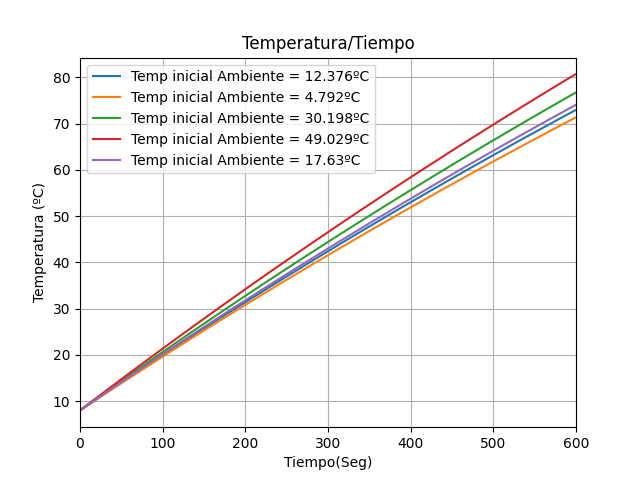 Temperatura/Tiempo
Temp inicial Ambiente = 12.376ºC
Temp inicial Ambiente = 4.792ºC
Temp inicial Ambiente = 30.198ºC
Temp inicial Ambiente = 49.029ºC
Temp inicial Ambiente = 17.63ºC
Temperatura (ºC)
80
70
60
50
40
30
20
10
0 100 200 300 400 500 600
Tiempo(Seg)